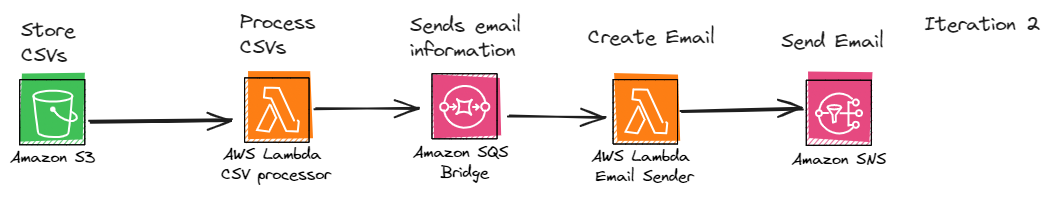 Store
CSVs
Process
CSVs
Sends email
information
Create Email
Send Email
Iteration 2
Amazon S3
AWS Lambda
CSV processor
Amazon SQS
Bridge
AWS Lambda
Email Sender
Amazon SNS